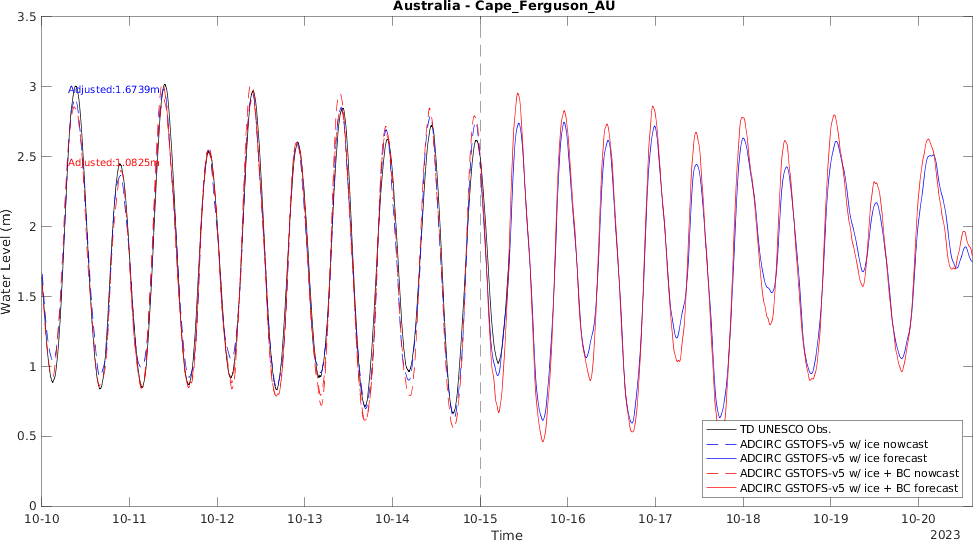 Australia - Cape_Ferguson_AU
3.5
3
2.5
2
1.5
1
0.5
0
Water Level (m)
Adjusted:1.6739m
Adjusted:1.0825m
TD UNESCO Obs.
ADCIRC GSTOFS-v5 w/ ice nowcast
ADCIRC GSTOFS-v5 w/ ice forecast
ADCIRC GSTOFS-v5 w/ ice + BC nowcast
ADCIRC GSTOFS-v5 w/ ice + BC forecast
10-10 10-11 10-12 10-13 10-14 10-15 10-16 10-17 10-18 10-19 10-20
2023
Time